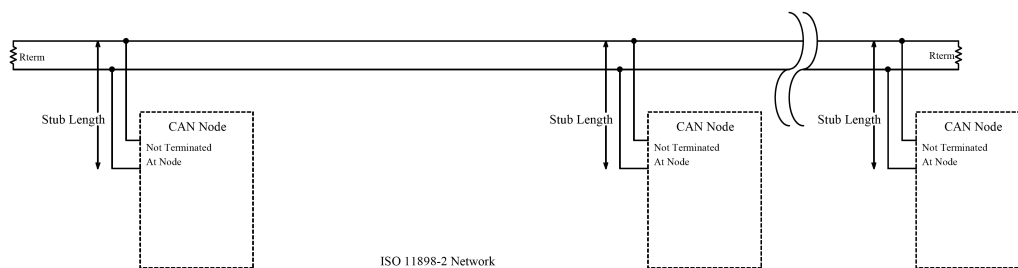 Rterm
Rterm
Stub Length
CAN Node
Not Terminated
At Node
Stub Length
CAN Node
Not Terminated
At Node
Stub Length
CAN Node
Not Terminated
At Node
ISO 11898-2 Network